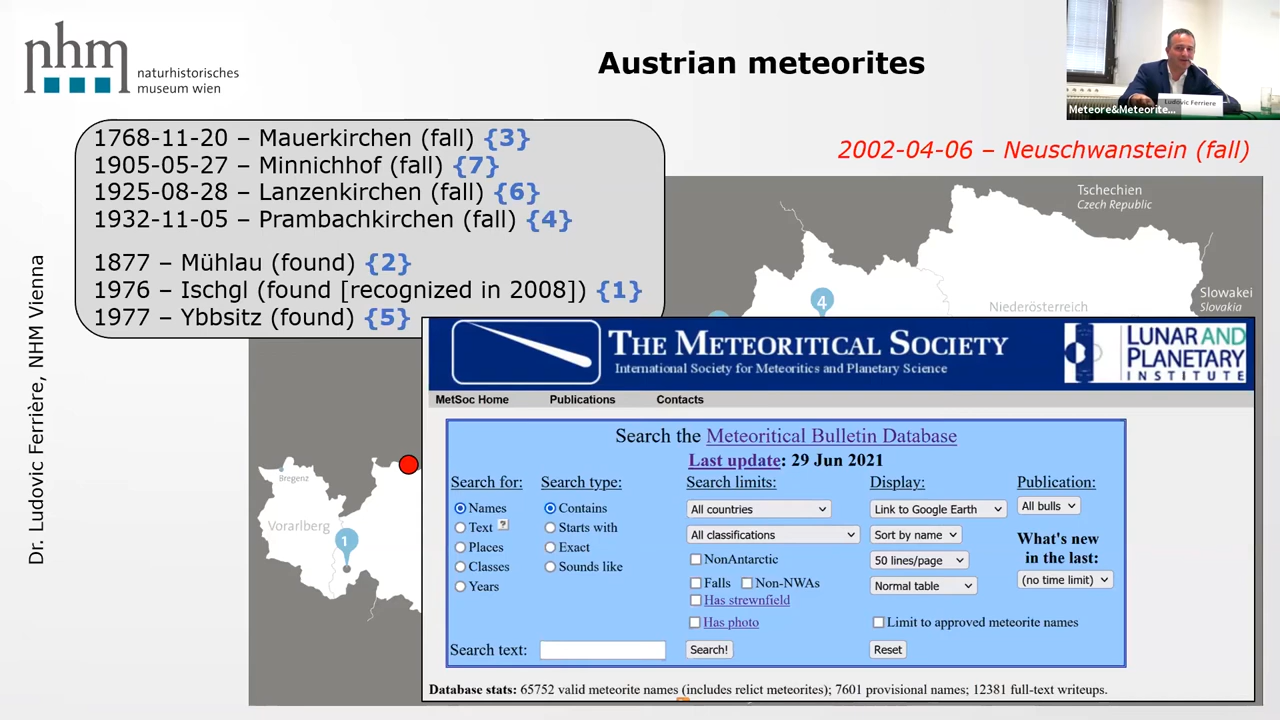 nhm
naturhistorisches
museum wien
Austrian meteorites
Ludovic Ferriere
Meteore&Meteorite...
1768-11-20 – Mauerkirchen (fall) {3}
1905-05-27 – Minnichhof (fall) {7}
1925-08-28 – Lanzenkirchen (fall) {6}
1932-11-05 – Prambachkirchen (fall) {4}
1877 – Mühlau (found) {2}
1976 – Ischgl (found [recognized in 2008]) {1}
1977 – Ybbsitz (found) {5}
2002-04-06 – Neuschwanstein (fall)
Dr. Ludovic Ferrière, NHM Vienna
Tschechien
Czech Republic
4
Niederösterreich
Slowakei
Slovakia
Bregenz
Vorarlberg
1
THE METEORITICAL SOCIETY
International Society for Meteoritics and Planetary Science
LUNAR AND
PLANETARY
INSTITUTE
MetSoc Home Publications Contacts
Search the Meteoritical Bulletin Database
Last update: 29 Jun 2021
Search for: Search type: Search limits: Display: Publication:
Names Contains All countries Link to Google Earth All bulls
Text ? Starts with All classifications Sort by name What's new
Places Exact NonAntarctic 50 lines/page in the last:
Classes Sounds like Falls Non-NWAs Normal table (no time limit)
Years Has strewnfield
Has photo Limit to approved meteorite names
Search text: Search! Reset
Database stats: 65752 valid meteorite names (includes relict meteorites); 7601 provisional names; 12381 full-text writeups.